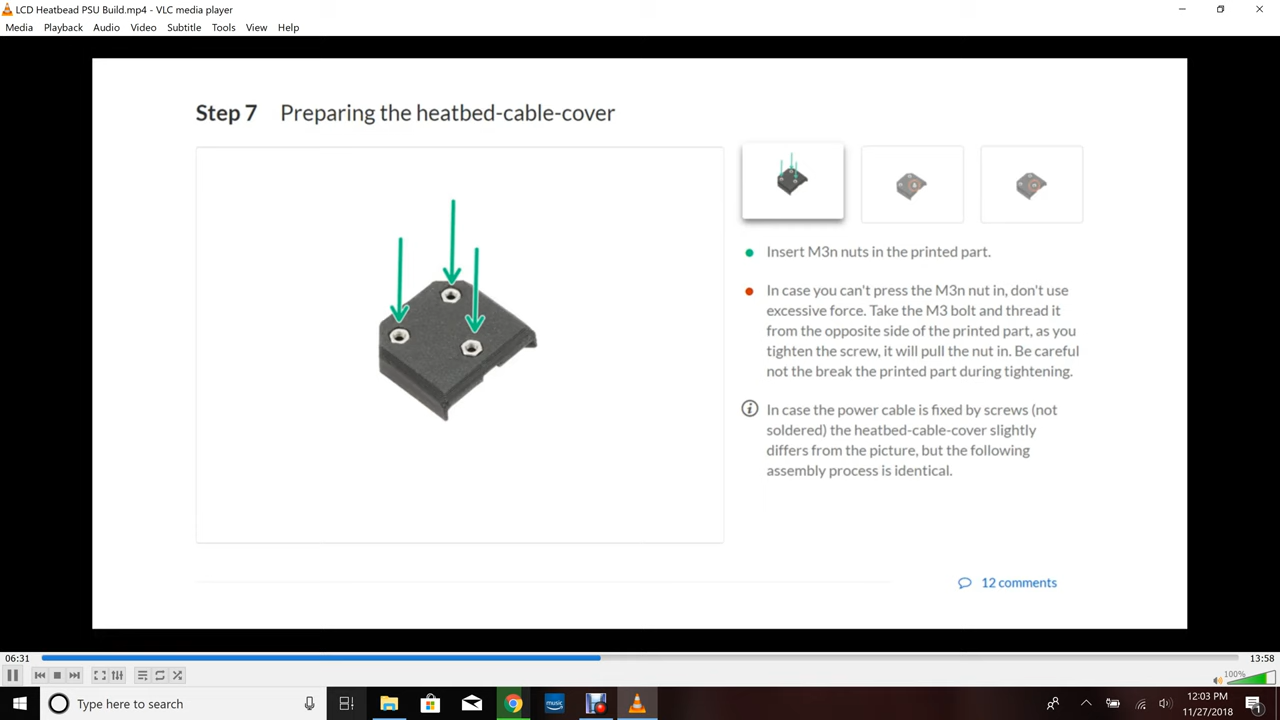 LCD Heatbead PSU Build.mp4 - VLC media player
Media Playback Audio Video Subtitle Tools View Help
Step 7 Preparing the heatbed-cable-cover
Insert M3n nuts in the printed part.
In case you can't press the M3n nut in, don't use
excessive force. Take the M3 bolt and thread it
from the opposite side of the printed part, as you
tighten the screw, it will pull the nut in. Be careful
not the break the printed part during tightening.
In case the power cable is fixed by screws (not
soldered) the heatbed-cable-cover slightly
differs from the picture, but the following
assembly process is identical.
12 comments
06:31
13:58
100%
Type here to search
music
12:03 PM
11/27/2018
1